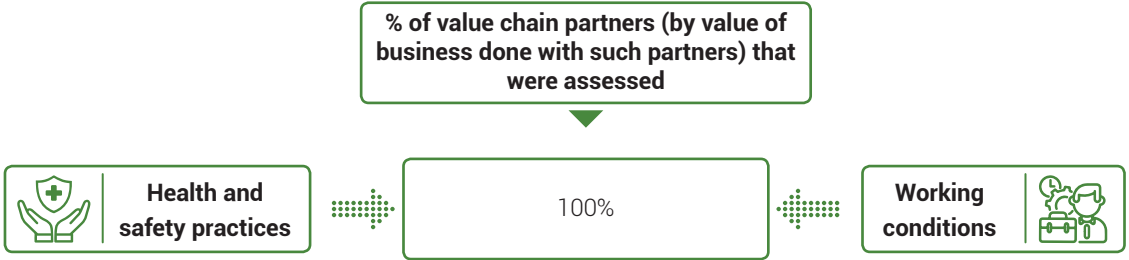 % of value chain partners (by value of
business done with such partners) that
were assessed
Health and
safety practices
100%
Working
conditions